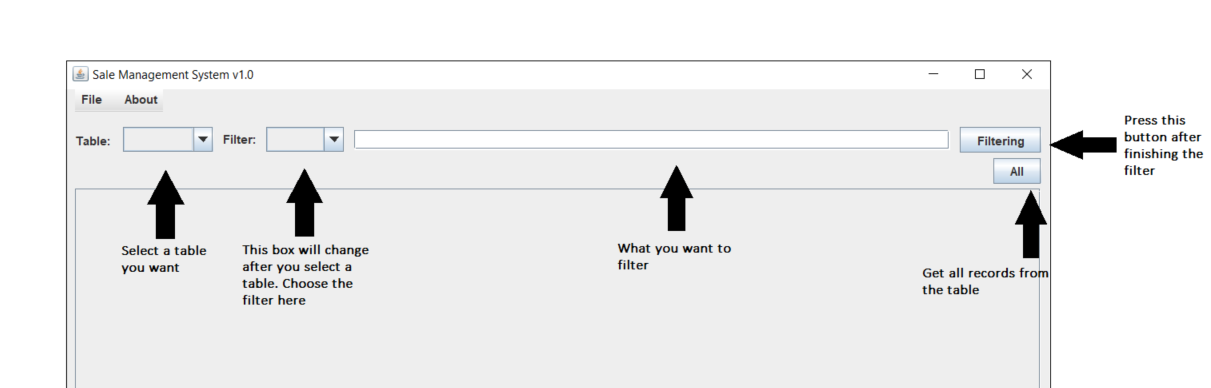 Sale Management System v1.0
File About
Table: Filter: Filtering
All
Press this
button after
finishing the
filter
Select a table
you want
This box will change
after you select a
table. Choose the
filter here
What you want to
filter
Get all records from
the table